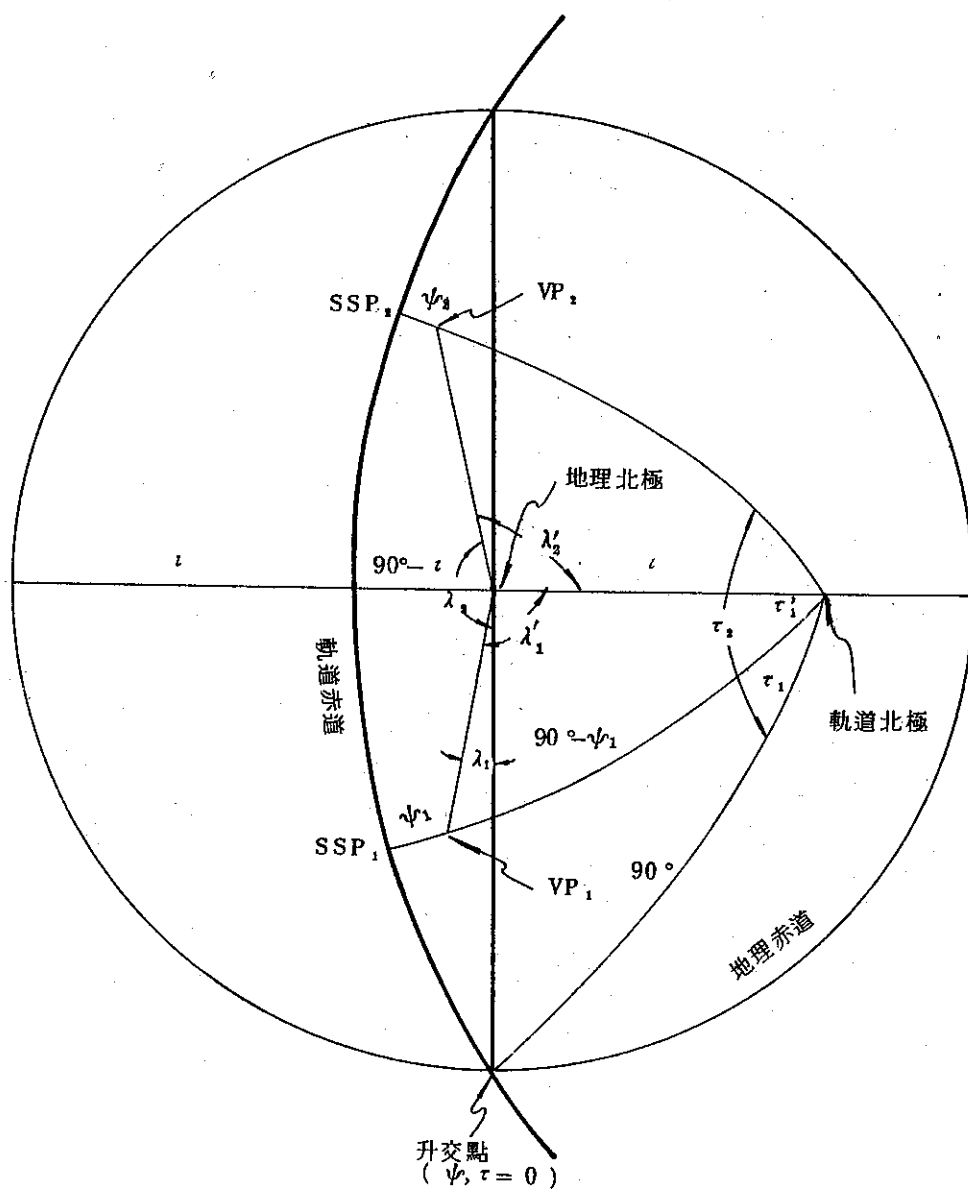 SSP₂
ψ₂
VP₂
地理北極
λ'₂
ι
90°－ι
ι
λ₂
λ'₁
τ'₁
τ₂
τ₁
軌道赤道
軌道北極
90°－ψ₁
λ₁
ψ₁
SSP₁
VP₁
90°
地理赤道
升交點
( ψ, τ = 0 )